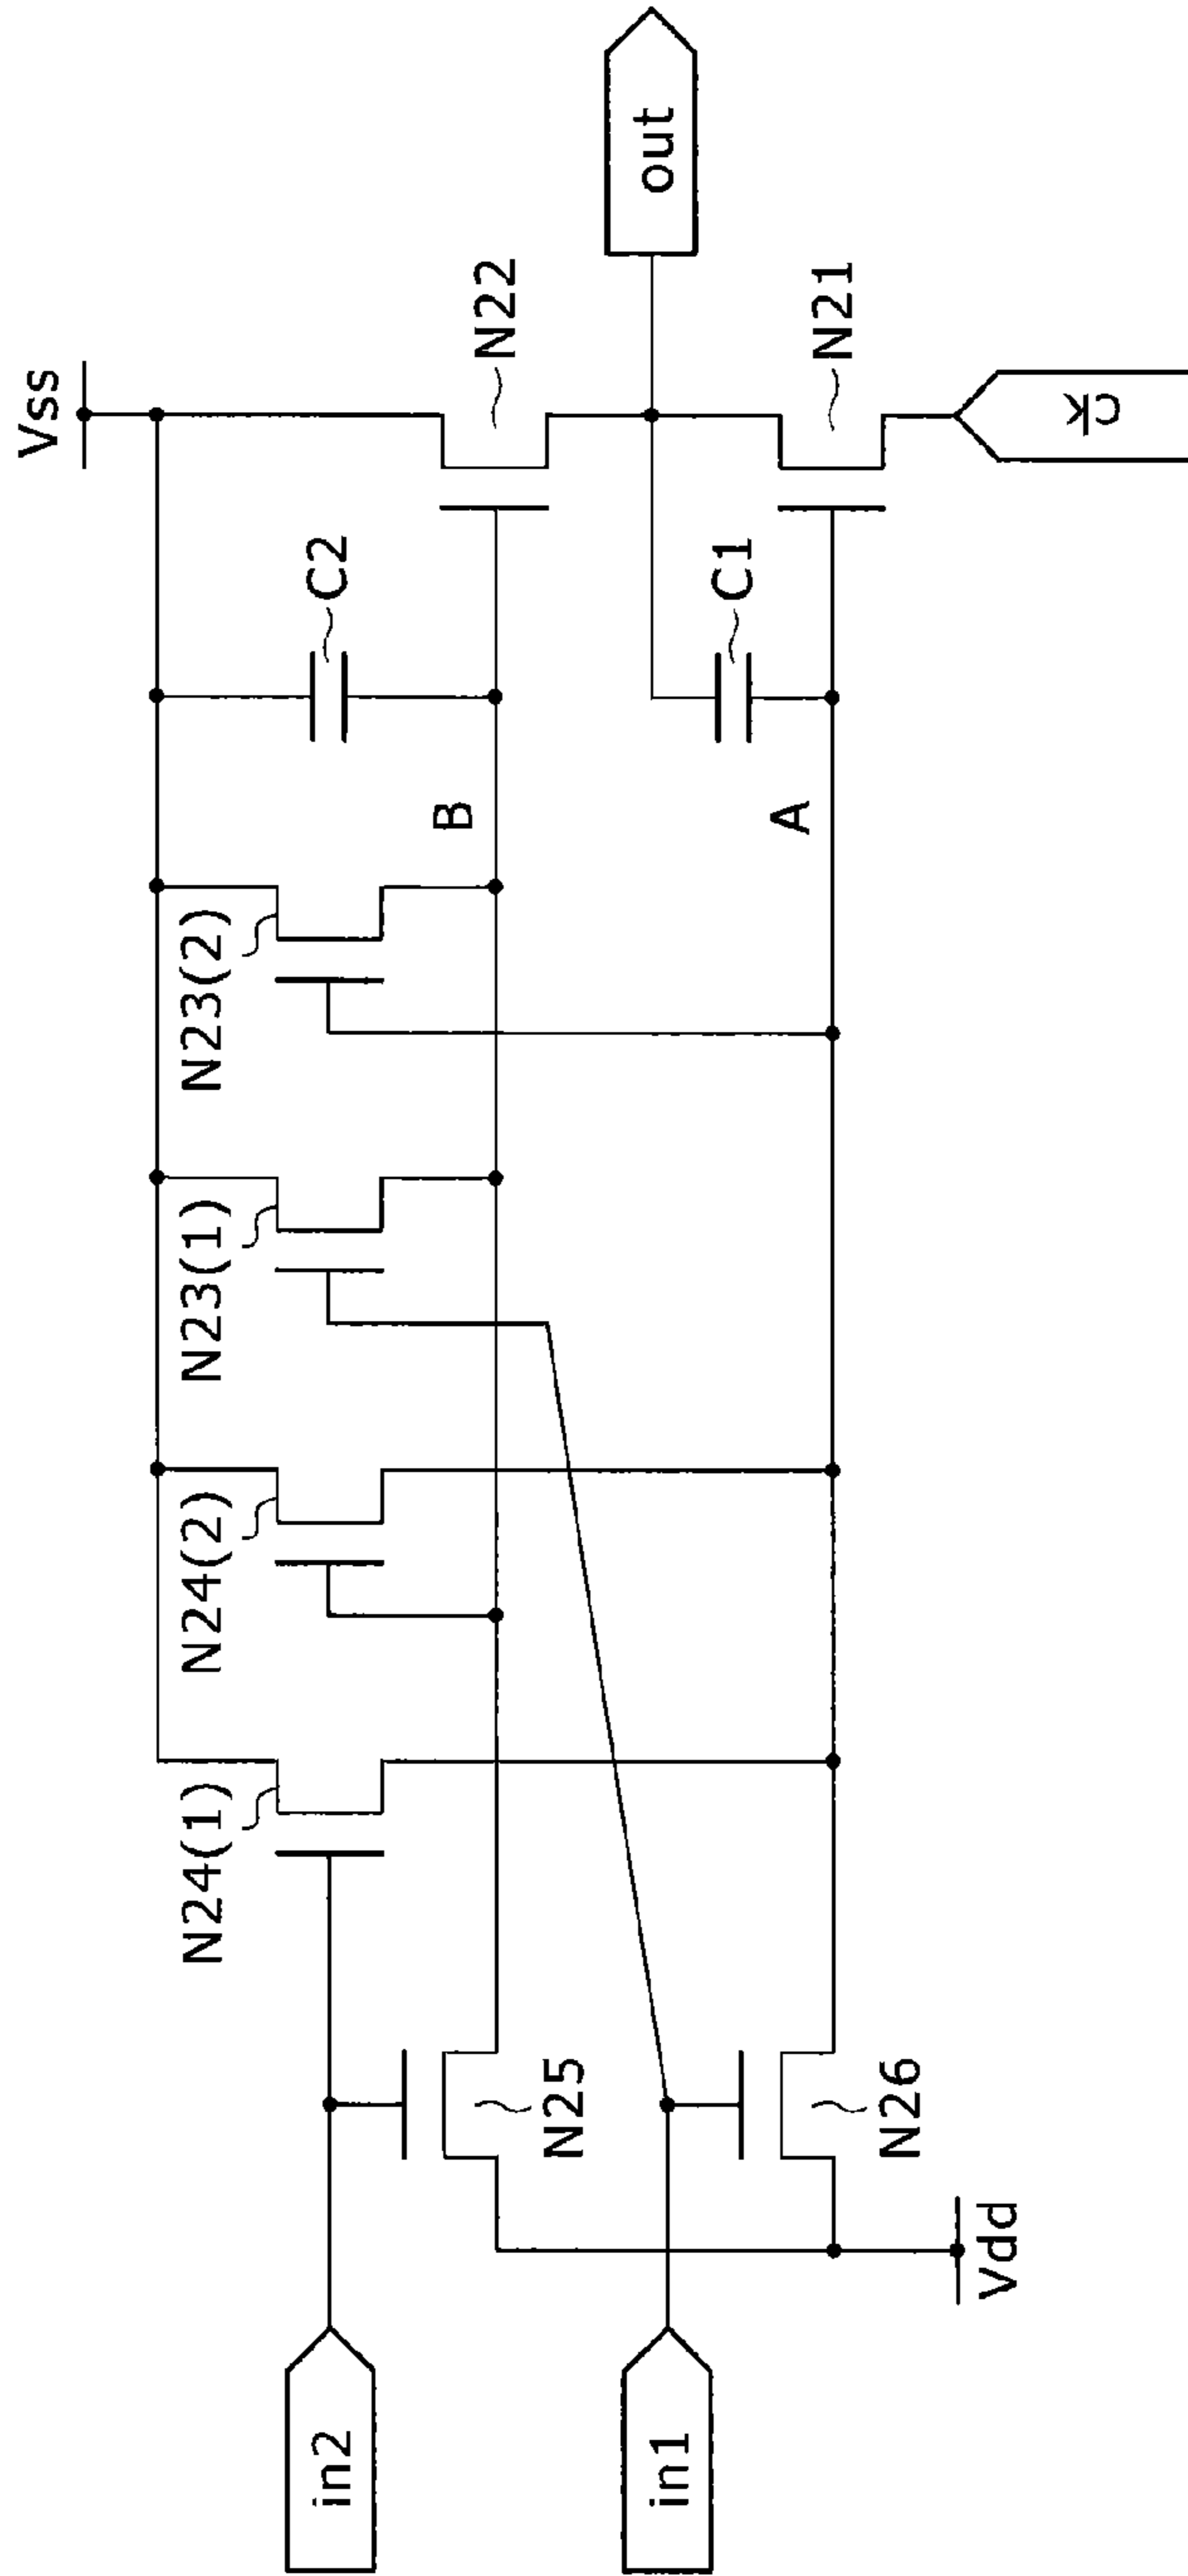 Vss
in2
N24(1)
N24(2)
N23(1)
N23(2)
C2
N22
B
out
N25
in1
N26
A
C1
N21
Vdd
ck